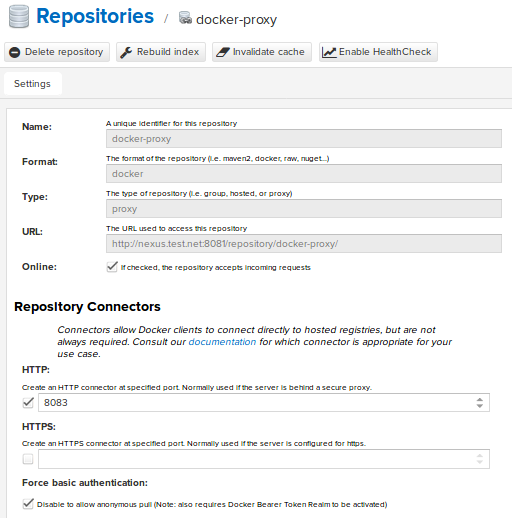 Repositories / docker-proxy
Delete repository Rebuild index Invalidate cache Enable HealthCheck
Settings
Name: A unique identifier for this repository
docker-proxy
Format: The format of the repository (i.e. maven2, docker, raw, nuget...)
docker
Type: The type of repository (i.e. group, hosted, or proxy)
proxy
URL: The URL used to access this repository
http://nexus.test.net:8081/repository/docker-proxy/
Online: If checked, the repository accepts incoming requests
Repository Connectors
Connectors allow Docker clients to connect directly to hosted registries, but are not
always required. Consult our documentation for which connector is appropriate for your
use case.
HTTP:
Create an HTTP connector at specified port. Normally used if the server is behind a secure proxy.
8083
HTTPS:
Create an HTTPS connector at specified port. Normally used if the server is configured for https.
Force basic authentication:
Disable to allow anonymous pull (Note: also requires Docker Bearer Token Realm to be activated)